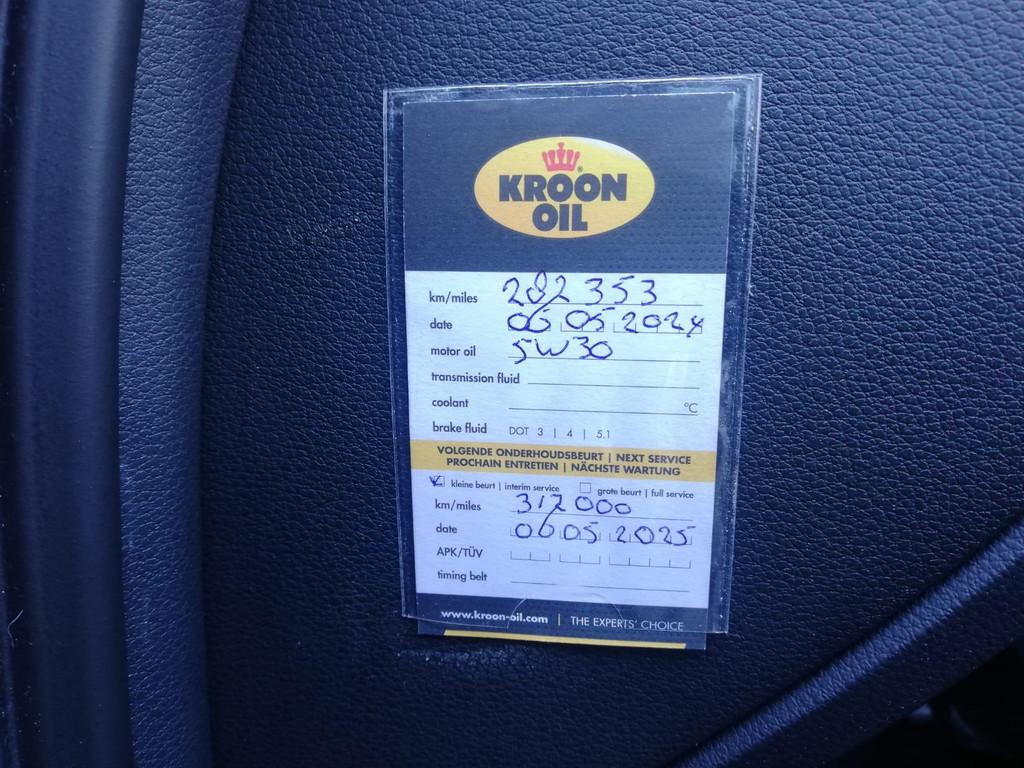 KROON
OIL
km/miles 282353
date 06 05 2024
motor oil 5W30
transmission fluid
coolant °C
brake fluid DOT 3 | 4 | 5.1
VOLGENDE ONDERHOUDSBEURT | NEXT SERVICE
PROCHAIN ENTRETIEN | NÄCHSTE WARTUNG
kleine beurt | interim service grote beurt | full service
km/miles 312000
date 06 05 2025
APK/TÜV
timing belt
www.kroon-oil.com | THE EXPERTS' CHOICE